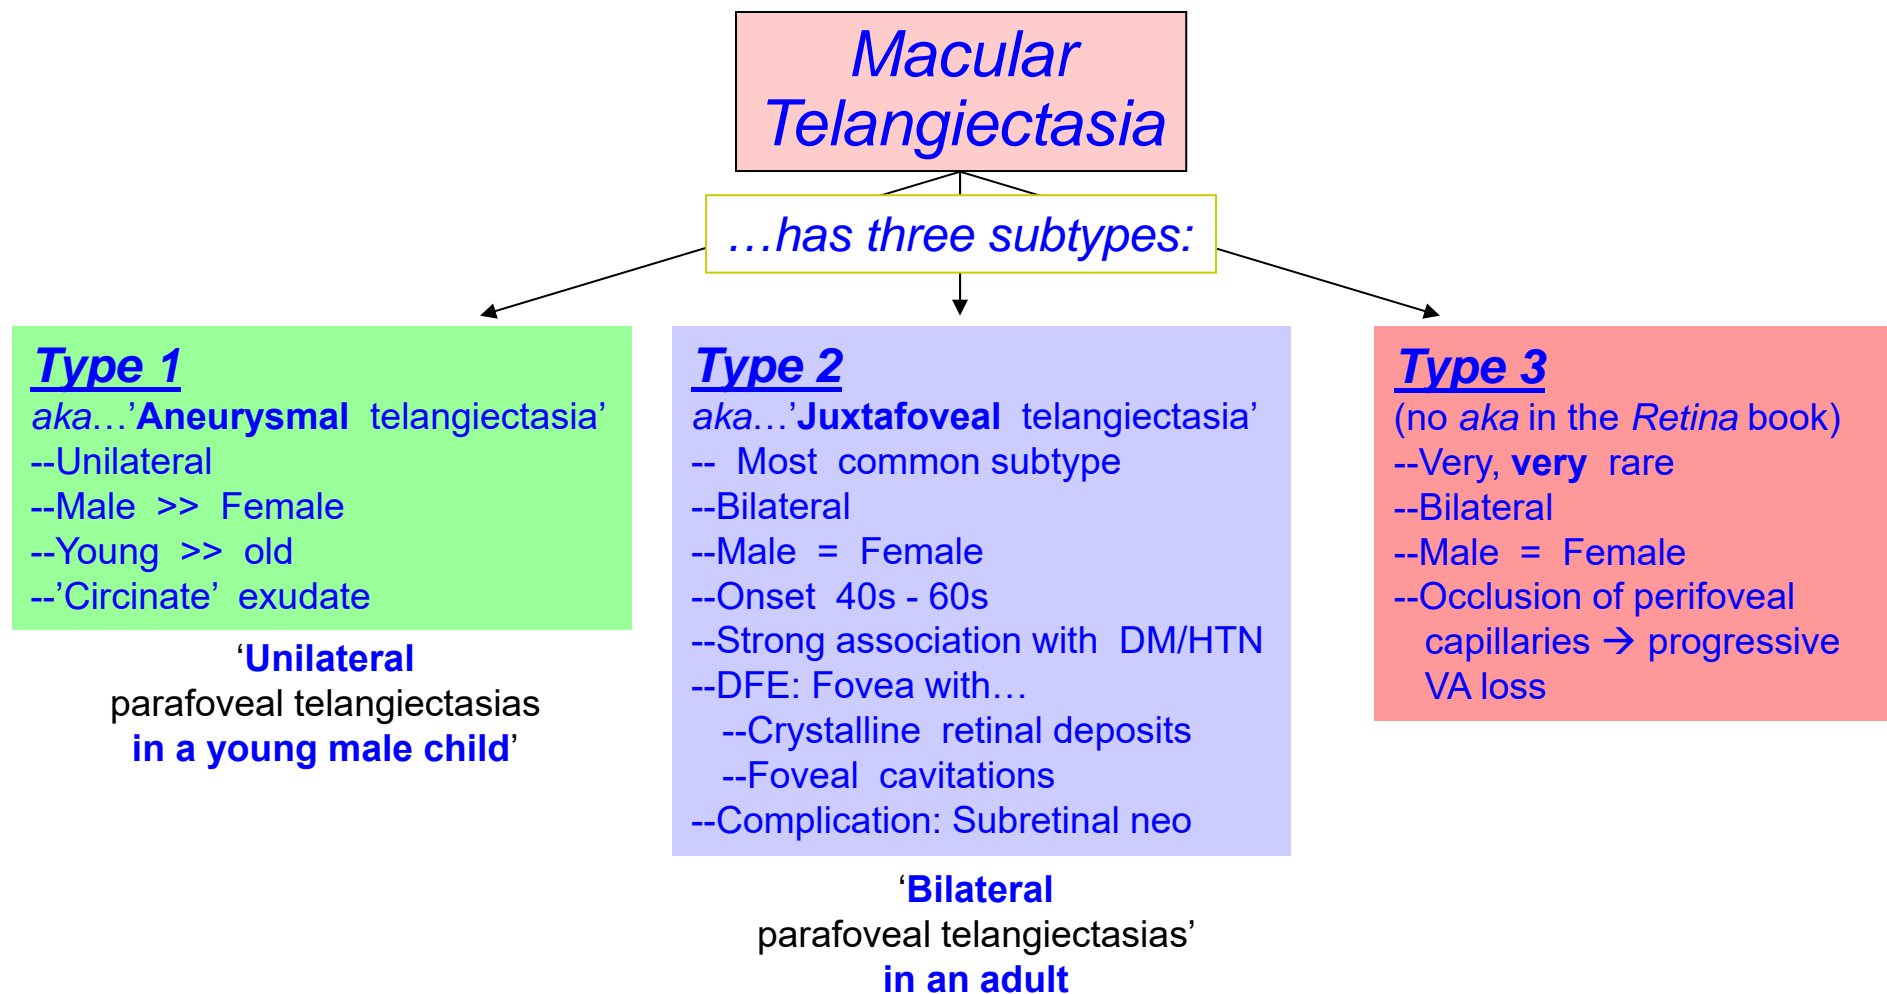 Macular
Telangiectasia
…has three subtypes:
Type 1
aka…’Aneurysmal telangiectasia’
--Unilateral
--Male >> Female
--Young >> old
--’Circinate’ exudate
‘Unilateral
parafoveal telangiectasias
in a young male child’
Type 2
aka…’Juxtafoveal telangiectasia’
-- Most common subtype
--Bilateral
--Male = Female
--Onset 40s - 60s
--Strong association with DM/HTN
--DFE: Fovea with…
--Crystalline retinal deposits
--Foveal cavitations
--Complication: Subretinal neo
‘Bilateral
parafoveal telangiectasias’
in an adult
Type 3
(no aka in the Retina book)
--Very, very rare
--Bilateral
--Male = Female
--Occlusion of perifoveal
capillaries → progressive
VA loss